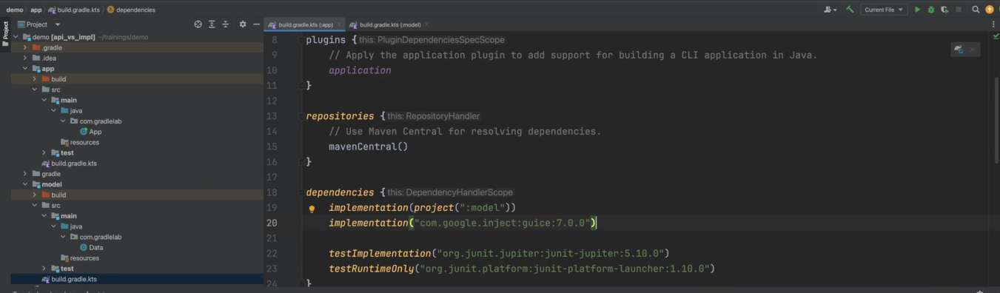 demo app build.gradle.kts dependencies
Current File
Project
Project
build.gradle.kts (:app)
build.gradle.kts (:model)
demo [api_vs_impl] ~/trainings/demo
.gradle
.idea
app
build
src
main
java
com.gradlelab
App
resources
test
build.gradle.kts
gradle
model
build
src
main
java
com.gradlelab
Data
resources
test
build.gradle.kts
8 plugins { this: PluginDependenciesSpecScope
9 // Apply the application plugin to add support for building a CLI application in Java.
10 application
11 }
12
13 repositories { this: RepositoryHandler
14 // Use Maven Central for resolving dependencies.
15 mavenCentral()
16 }
17
18 dependencies { this: DependencyHandlerScope
19 implementation(project(":model"))
20 implementation("com.google.inject:guice:7.0.0")
21
22 testImplementation("org.junit.jupiter:junit-jupiter:5.10.0")
23 testRuntimeOnly("org.junit.platform:junit-platform-launcher:1.10.0")
24 }